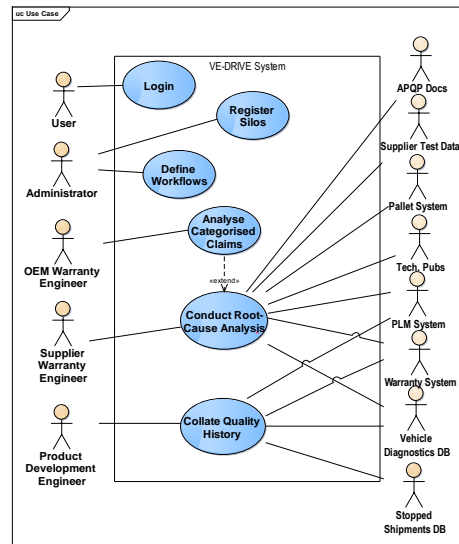 uc Use Case
VE-DRIVE System
Login
User
Register
Silos
Administrator
Define
Workflows
Analyse
Categorised
Claims
OEM Warranty
Engineer
«extend»
Conduct Root-
Cause Analysis
Supplier
Warranty
Engineer
Collate Quality
History
Product
Development
Engineer
APQP Docs
Supplier Test Data
Pallet System
Tech. Pubs
PLM System
Warranty System
Vehicle
Diagnostics DB
Stopped
Shipments DB